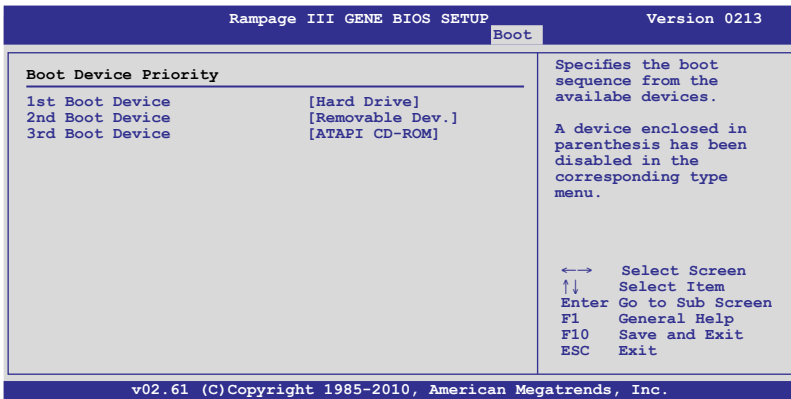 Rampage III GENE BIOS SETUP Version 0213
Boot
Boot Device Priority
1st Boot Device [Hard Drive]
2nd Boot Device [Removable Dev.]
3rd Boot Device [ATAPI CD-ROM]
Specifies the boot
sequence from the
availabe devices.
A device enclosed in
parenthesis has been
disabled in the
corresponding type
menu.
←→ Select Screen
↑↓ Select Item
Enter Go to Sub Screen
F1 General Help
F10 Save and Exit
ESC Exit
v02.61 (C)Copyright 1985-2010, American Megatrends, Inc.